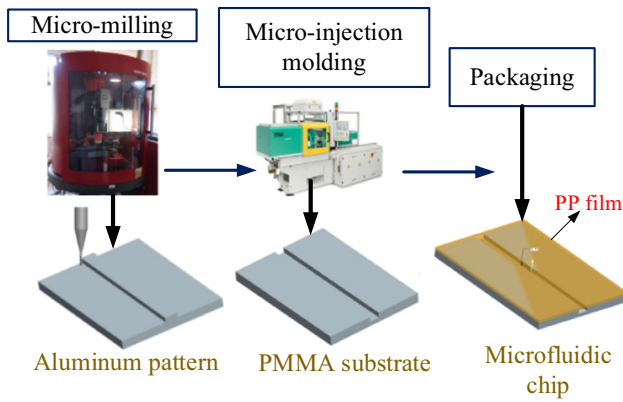 Micro-milling
Micro-injection
molding
Packaging
PP film
Aluminum pattern
PMMA substrate
Microfluidic
chip